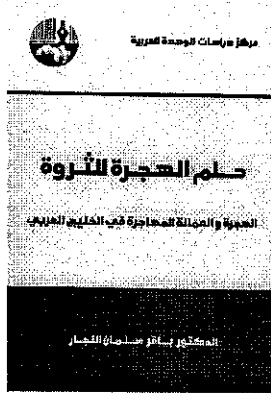 مركز دراسات الوحدة العربية
حلم الهجرة للثروة
الهجرة والعمالة المهاجرة في الخليج العربي
الدكتور باقر سلمان النجار